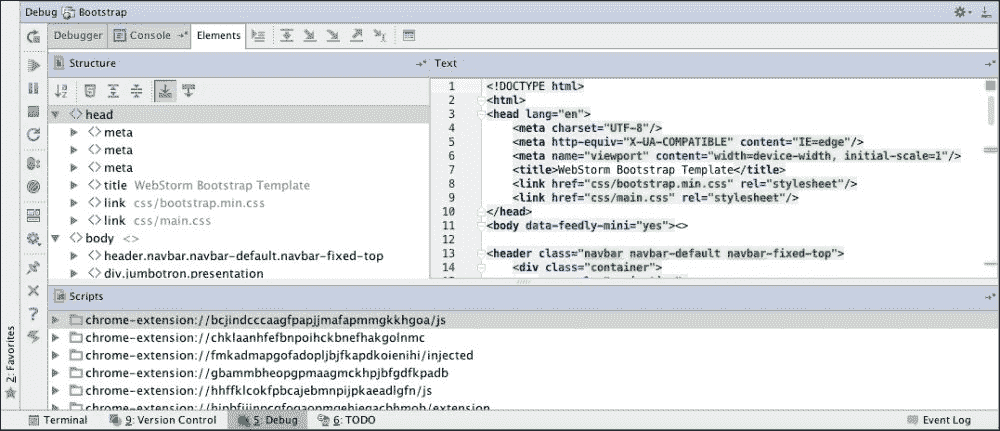 Debug Bootstrap
Debugger Console Elements
Structure
head
meta
meta
meta
title WebStorm Bootstrap Template
link css/bootstrap.min.css
link css/main.css
body <>
header.navbar.navbar-default.navbar-fixed-top
div.jumbotron.presentation
Text
1 <!DOCTYPE html>
2 <html>
3 <head lang="en">
4 <meta charset="UTF-8"/>
5 <meta http-equiv="X-UA-COMPATIBLE" content="IE=edge"/>
6 <meta name="viewport" content="width=device-width, initial-scale=1"/>
7 <title>WebStorm Bootstrap Template</title>
8 <link href="css/bootstrap.min.css" rel="stylesheet"/>
9 <link href="css/main.css" rel="stylesheet"/>
10 </head>
11 <body data-feedly-mini="yes"><>
12
13 <header class="navbar navbar-default navbar-fixed-top">
14 <div class="container">
Scripts
chrome-extension://bcjindcccaagfpapjjmafapmmgkkhgoa/js
chrome-extension://chklaanhfefbnpoihckbnefhakgolnmc
chrome-extension://fmkadmapgofadopljbjfkapdkoienihi/injected
chrome-extension://gbammbheopgpmaagmckhpjbfgdfkpadb
chrome-extension://hhffklcokfpbcajebmnpijpkaeadlgfn/js
2: Favorites
Terminal 9: Version Control 5: Debug 6: TODO Event Log